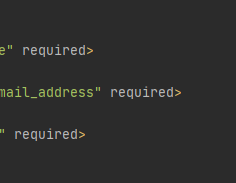 e" required>
mail_address" required>
" required>